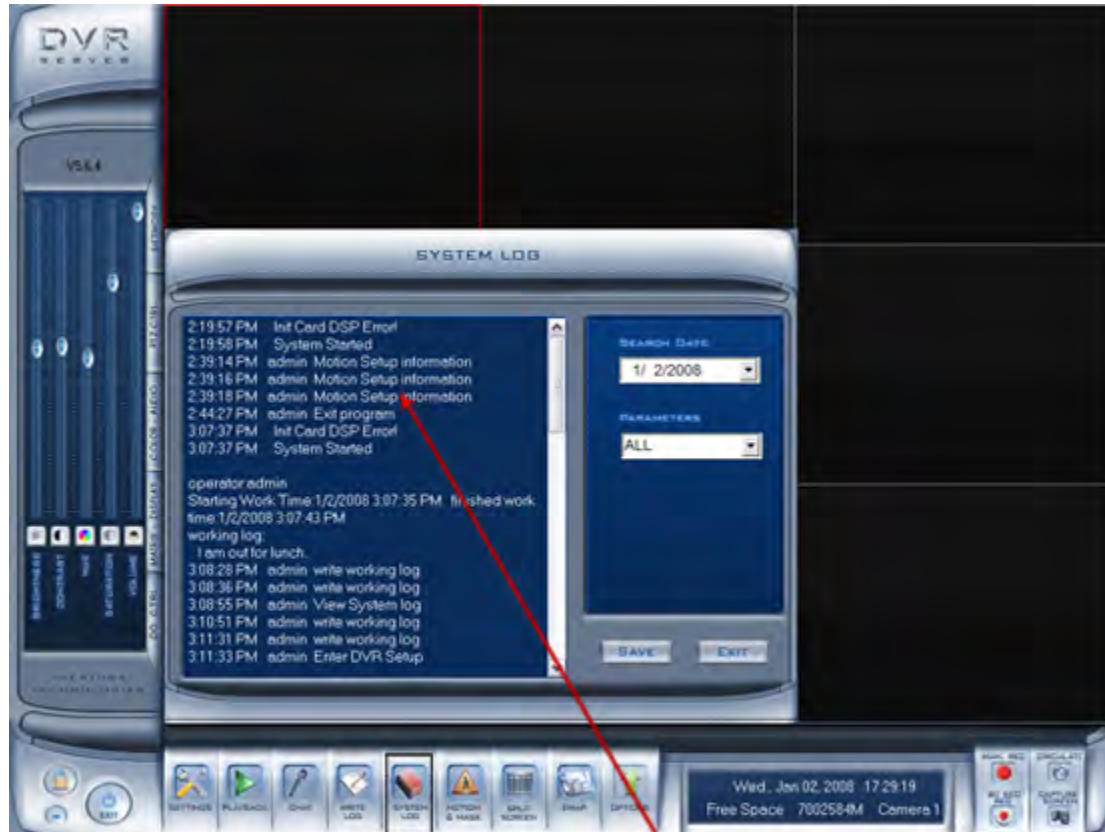 DVR
SERVER
V5.6.4
BRIGHTNESS
CONTRAST
HUE
SATURATION
VOLUME
SYSTEM LOG
2:19:57 PM Init Card DSP Error!
2:19:58 PM System Started
2:39:14 PM admin Motion Setup information
2:39:16 PM admin Motion Setup information
2:39:18 PM admin Motion Setup information
2:44:27 PM admin Exit program
3:07:37 PM Init Card DSP Error!
3:07:37 PM System Started
operator admin
Starting Work Time:1/2/2008 3:07:35 PM finished work
time:1/2/2008 3:07:43 PM
working log:
I am out for lunch.
3:08:28 PM admin write working log
3:08:36 PM admin write working log
3:08:55 PM admin View System log
3:10:51 PM admin write working log
3:11:31 PM admin write working log
3:11:33 PM admin Enter DVR Setup
SEARCH DATE
1/ 2/2008
PARAMETERS
ALL
SAVE
EXIT
EXIT
SETTINGS
PLAYBACK
CHAT
WRITE
LOG
SYSTEM
LOG
MOTION
& MASK
SPLIT
SCREEN
OPTIONS
Wed., Jan 02, 2008 17:29:19
Free Space 7002584M Camera 1
CAPTURE
SCREEN